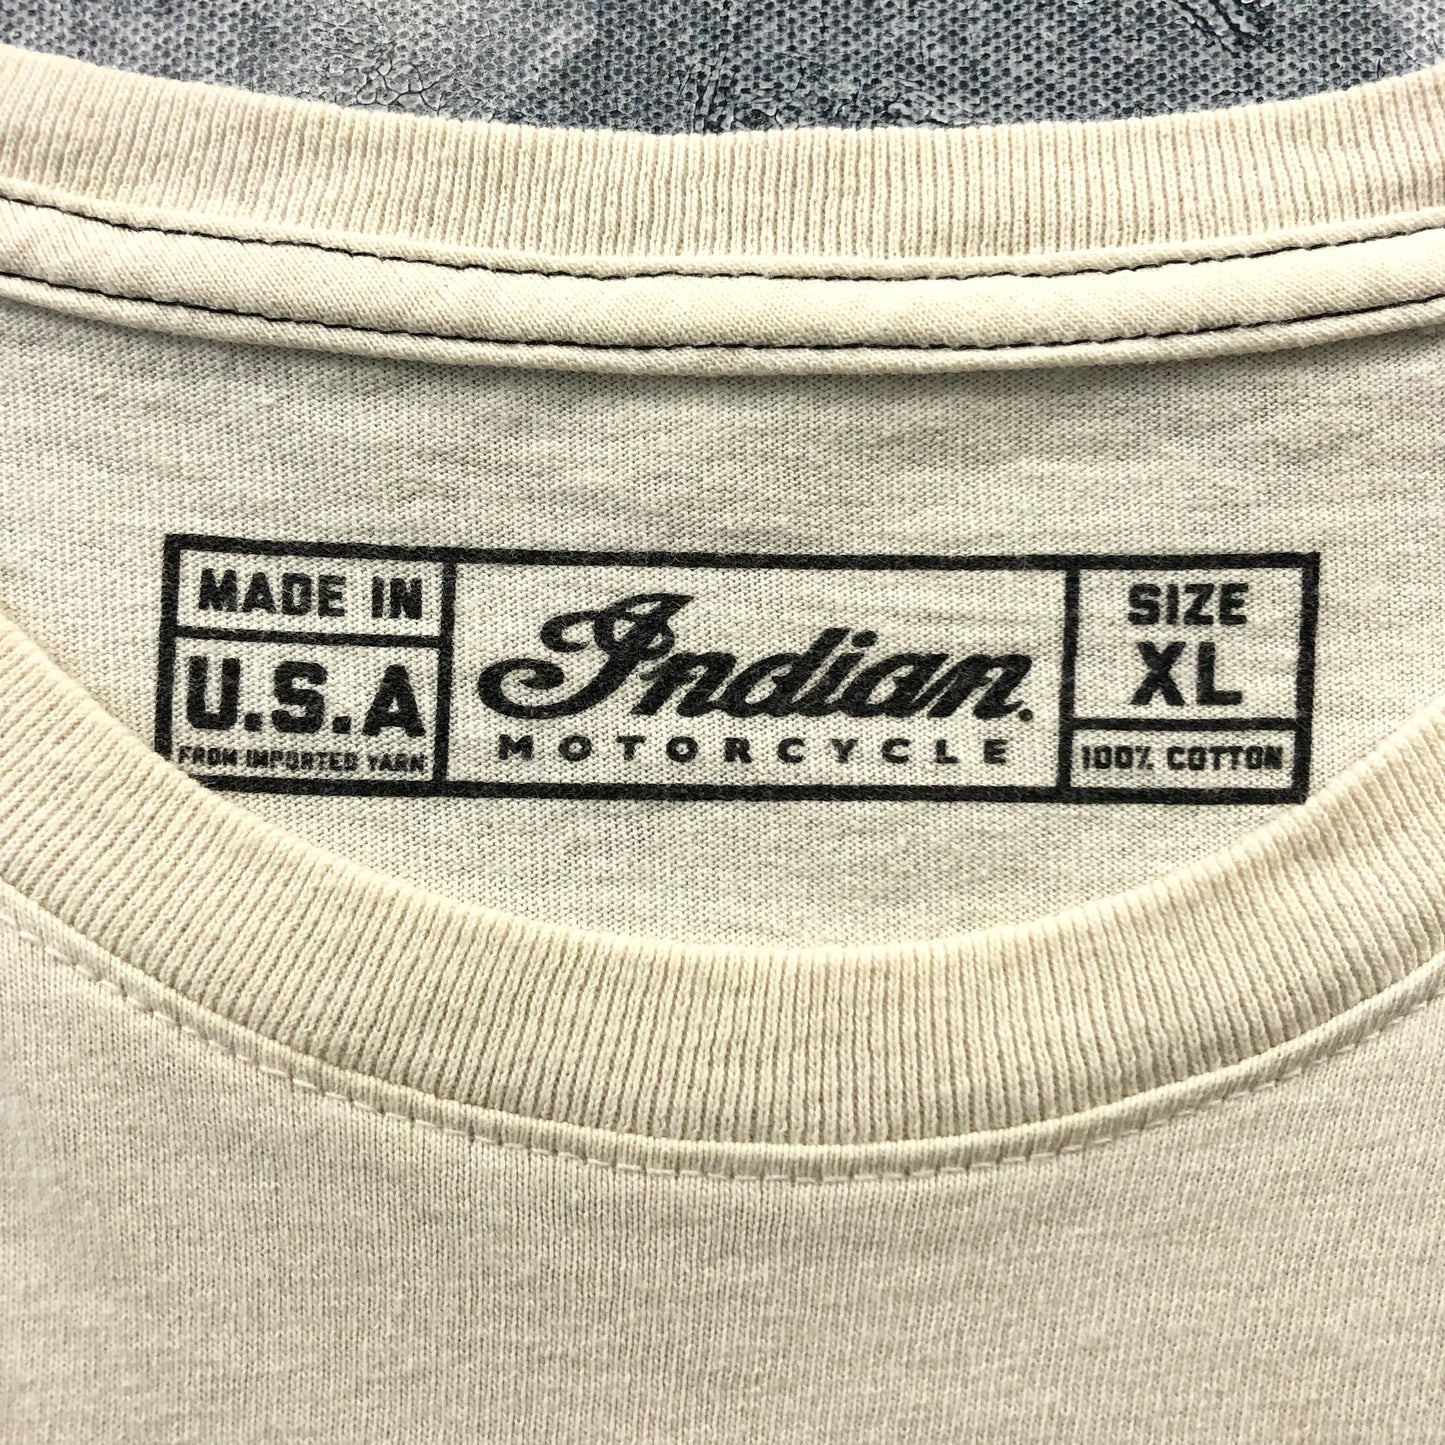 MADE IN
U.S.A
FROM IMPORTED YARN
Indian.
MOTORCYCLE
SIZE
XL
100% COTTON